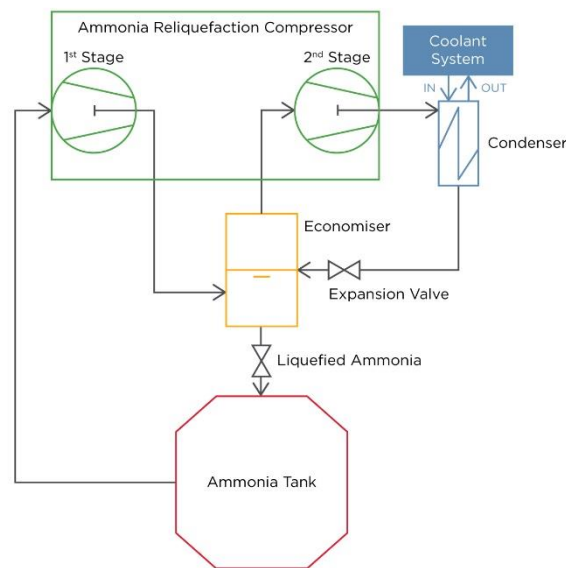 Ammonia Reliquefaction Compressor
1st Stage
2nd Stage
Coolant
System
IN
OUT
Condenser
Economiser
Expansion Valve
Liquefied Ammonia
Ammonia Tank